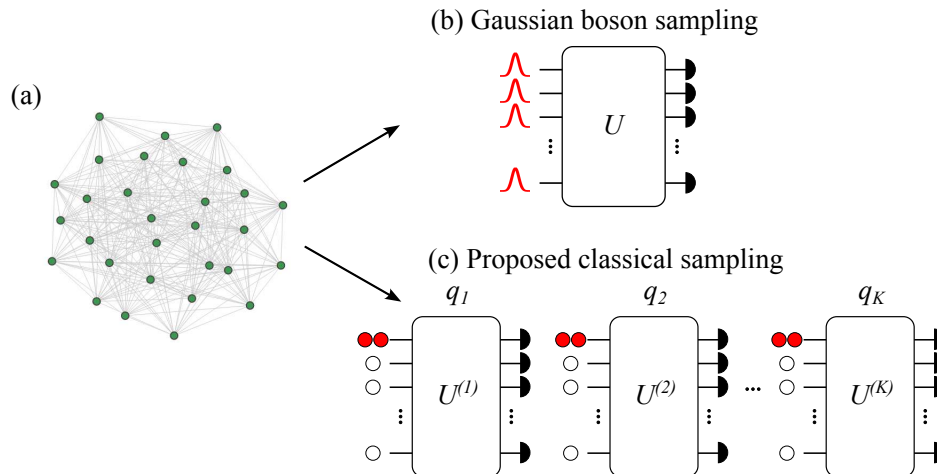 (b) Gaussian boson sampling
(a)
U
(c) Proposed classical sampling
q1 q2 qK
U(1) U(2) ... U(K)